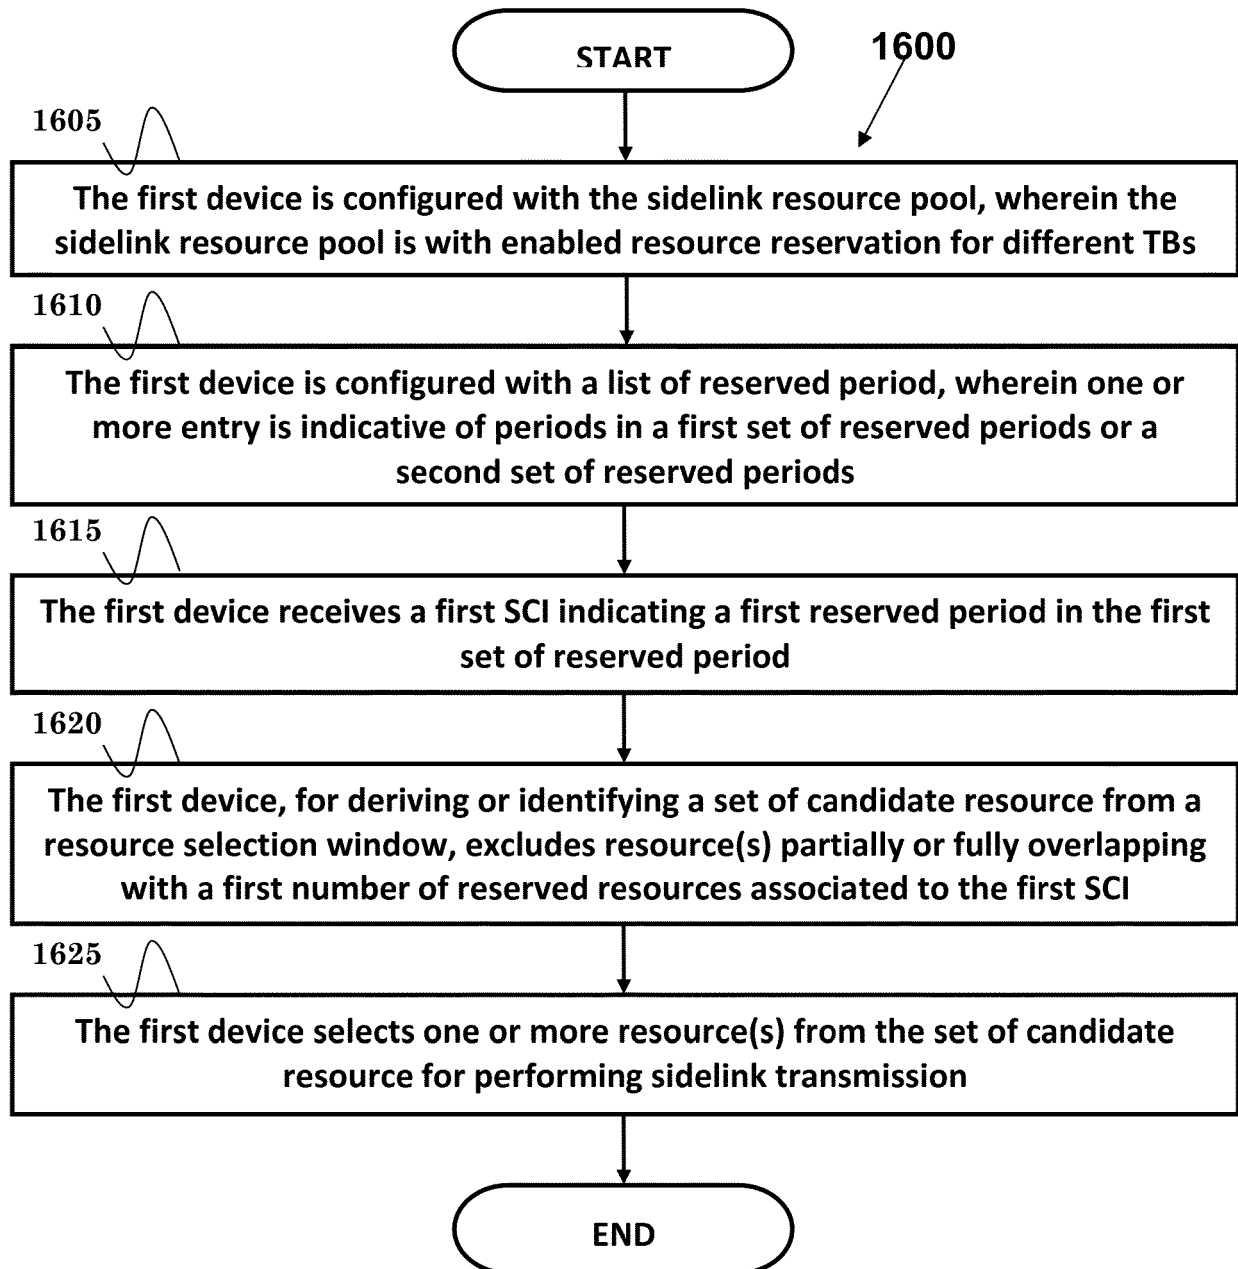 START
1600
1605
The first device is configured with the sidelink resource pool, wherein the
sidelink resource pool is with enabled resource reservation for different TBs
1610
The first device is configured with a list of reserved period, wherein one or
more entry is indicative of periods in a first set of reserved periods or a
second set of reserved periods
1615
The first device receives a first SCI indicating a first reserved period in the first
set of reserved period
1620
The first device, for deriving or identifying a set of candidate resource from a
resource selection window, excludes resource(s) partially or fully overlapping
with a first number of reserved resources associated to the first SCI
1625
The first device selects one or more resource(s) from the set of candidate
resource for performing sidelink transmission
END